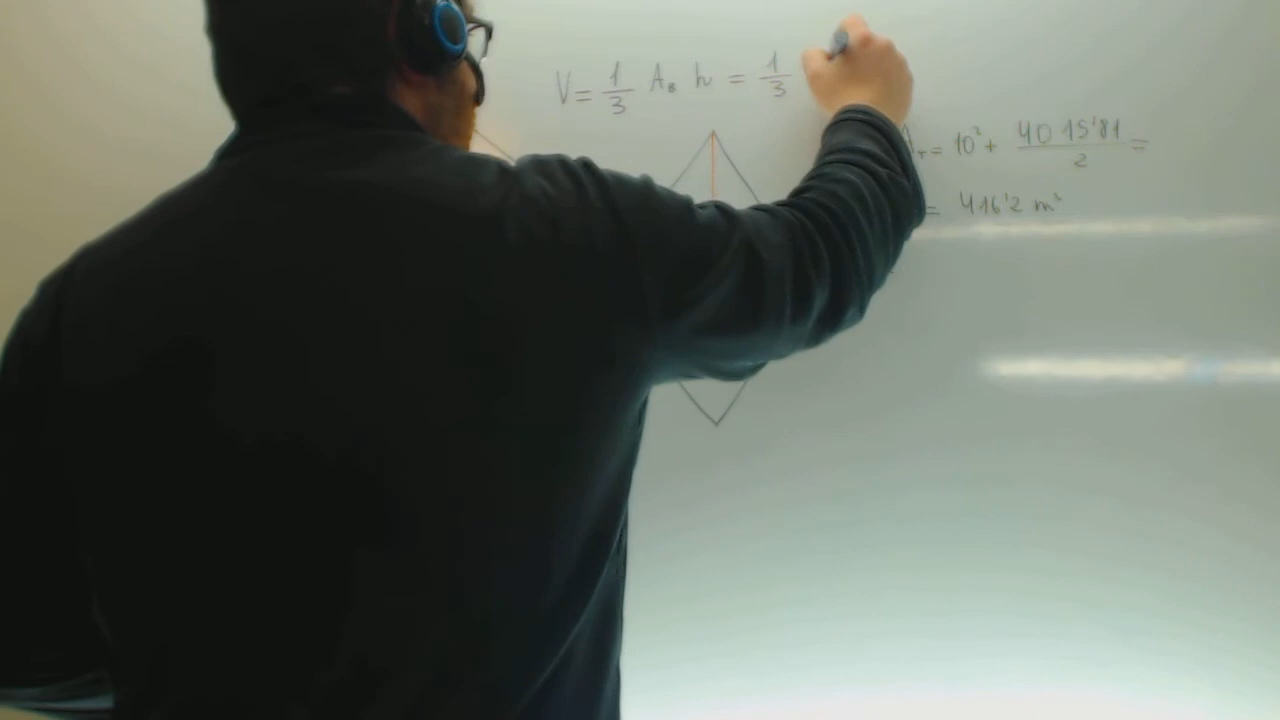 V = 1/3 A_B h = 1/3
A_T = 10² + 40 15'81 / 2 =
= 416'2 m²